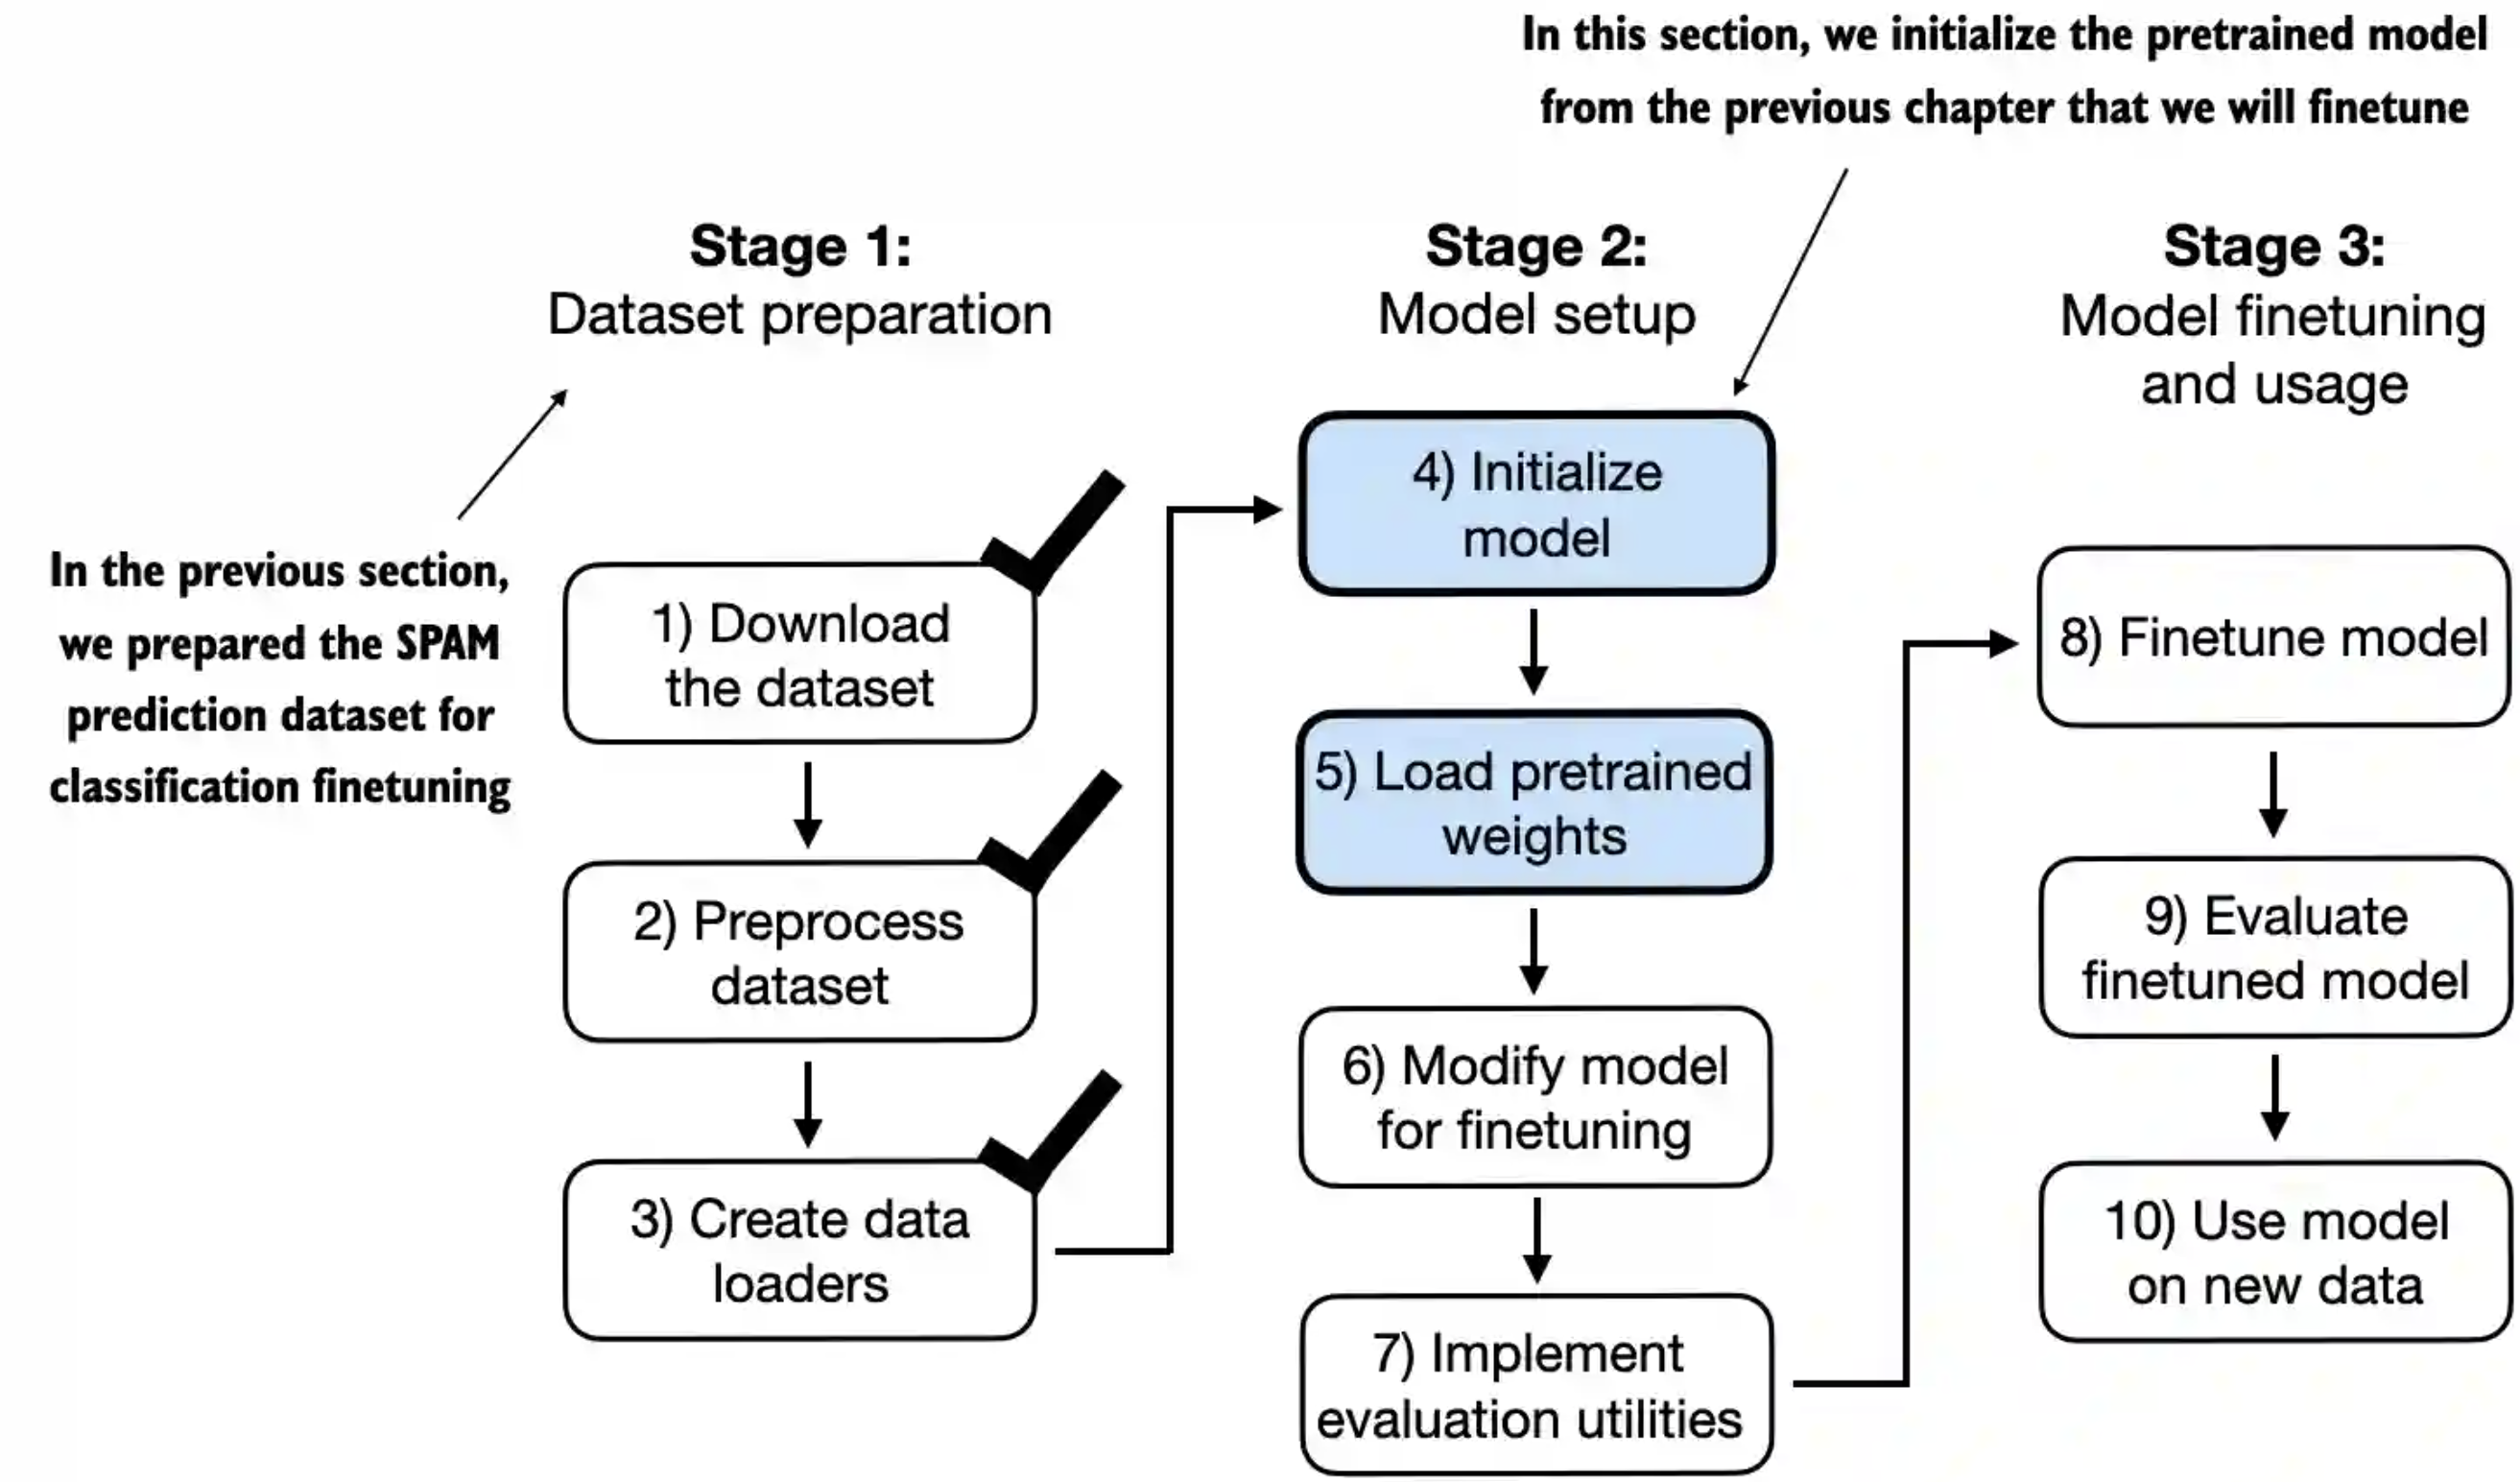 In this section, we initialize the pretrained model
from the previous chapter that we will finetune
Stage 1:
Dataset preparation
In the previous section,
we prepared the SPAM
prediction dataset for
classification finetuning
1) Download
the dataset
2) Preprocess
dataset
3) Create data
loaders
Stage 2:
Model setup
4) Initialize
model
5) Load pretrained
weights
6) Modify model
for finetuning
7) Implement
evaluation utilities
Stage 3:
Model finetuning
and usage
8) Finetune model
9) Evaluate
finetuned model
10) Use model
on new data